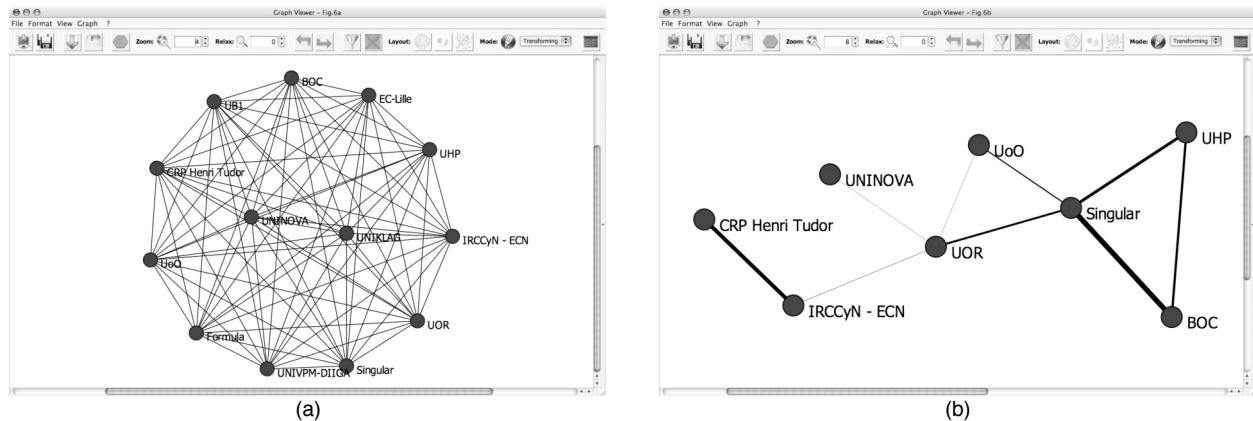 Graph Viewer – Fig.6a
File Format View Graph ?
Zoom: 4 Relax: 0 Layout: Mode: Transforming
BOC
EC-Lille
UB1
UHP
CRP Henri Tudor
UNINOVA
UNIKLAG
IRCCyN - ECN
UoO
UOR
Formula
UNIVPM-DIIGA
Singular
(a)
Graph Viewer – Fig.6b
File Format View Graph ?
Zoom: 8 Relax: 0 Layout: Mode: Transforming
UHP
UoO
UNINOVA
Singular
CRP Henri Tudor
UOR
IRCCyN - ECN
BOC
(b)